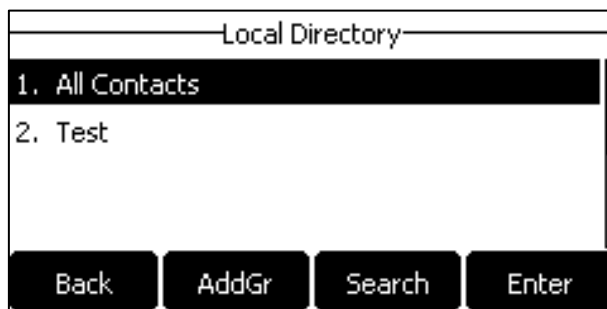 Local Directory
1. All Contacts
2. Test
Back AddGr Search Enter